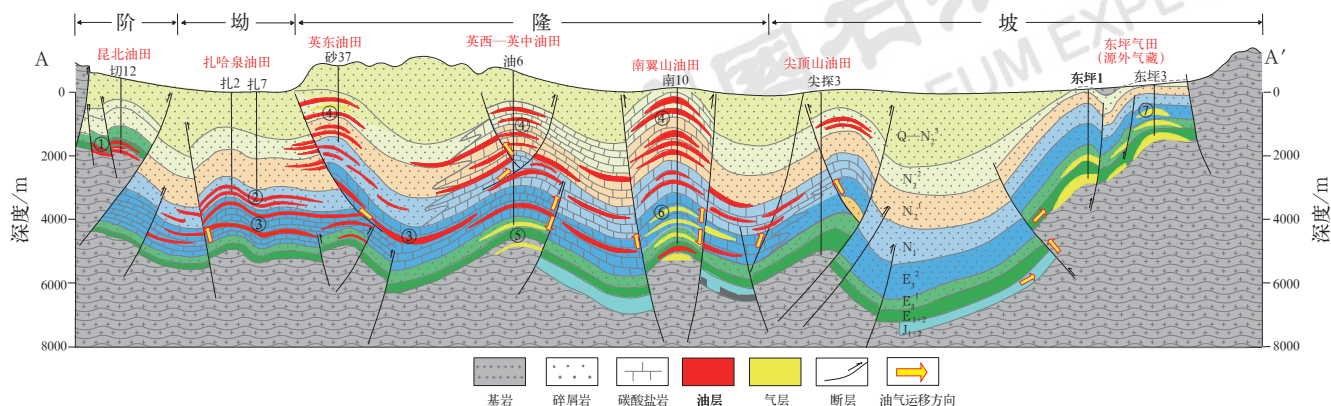 阶 坳 隆 坡
昆北油田 扎哈泉油田 英东油田 英西—英中油田 南翼山油田 尖顶山油田 东坪气田
(源外气藏)
A 切12 扎2 扎7 砂37 油6 南10 尖探3 东坪1 东坪3 A′
EUM EXPE
0 0
2000 2000
4000 4000
6000 6000
8000 8000
深度/m 深度/m
① ② ③ ④ ③ ④ ⑤ ④ ⑥ ⑦
Q—N₂³
N₂²
N₂¹
N₁
E₃²
E₃¹
E₁₊₂
J₁₊₂
基岩 碎屑岩 碳酸盐岩 油层 气层 断层 油气运移方向